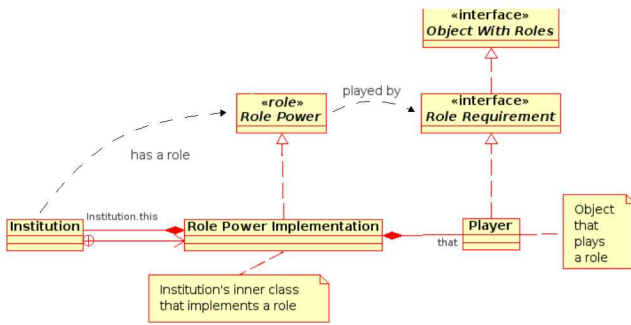 «interface»
Object With Roles
played by
«role»
Role Power
«interface»
Role Requirement
has a role
Institution.this
Institution
Role Power Implementation
Player
that
Object
that
plays
a role
Institution's inner class
that implements a role